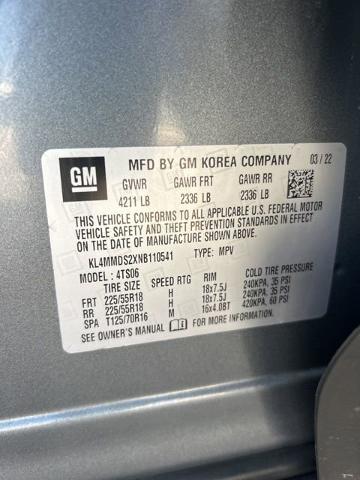 GM
MFD BY GM KOREA COMPANY 03/22
GVWR GAWR FRT GAWR RR
4211 LB 2336 LB 2336 LB
THIS VEHICLE CONFORMS TO ALL APPLICABLE U.S. FEDERAL MOTOR
VEHICLE SAFETY AND THEFT PREVENTION STANDARDS IN EFFECT ON
THE DATE OF MANUFACTURE SHOWN ABOVE.
KL4MMDS2XNB110541 TYPE: MPV
MODEL: 4TS06
TIRE SIZE SPEED RTG RIM COLD TIRE PRESSURE
FRT 225/55R18 H 18x7.5J 240KPA, 35 PSI
RR 225/55R18 H 18x7.5J 240KPA, 35 PSI
SPA T125/70R16 M 16x4.0BT 420KPA, 60 PSI
SEE OWNER'S MANUAL FOR MORE INFORMATION.